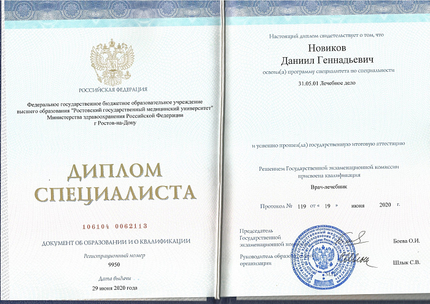 РОССИЙСКАЯ ФЕДЕРАЦИЯ
Федеральное государственное бюджетное образовательное учреждение
высшего образования "Ростовский государственный медицинский университет"
Министерства здравоохранения Российской Федерации
г Ростов-на-Дону
ДИПЛОМ
СПЕЦИАЛИСТА
106104 0062113
ДОКУМЕНТ ОБ ОБРАЗОВАНИИ И О КВАЛИФИКАЦИИ
Регистрационный номер
9950
Дата выдачи
29 июня 2020 года
Настоящий диплом свидетельствует о том, что
Новиков
Даниил Геннадьевич
освоил(а) программу специалитета по специальности
31.05.01 Лечебное дело
и успешно прошел(ла) государственную итоговую аттестацию
Решением Государственной экзаменационной комиссии
присвоена квалификация
Врач-лечебник
Протокол № 119 от « 19 » июня 2020 г.
Председатель
Государственной
экзаменационной
Боева О.И.
Руководитель
организации
Шлык С.В.